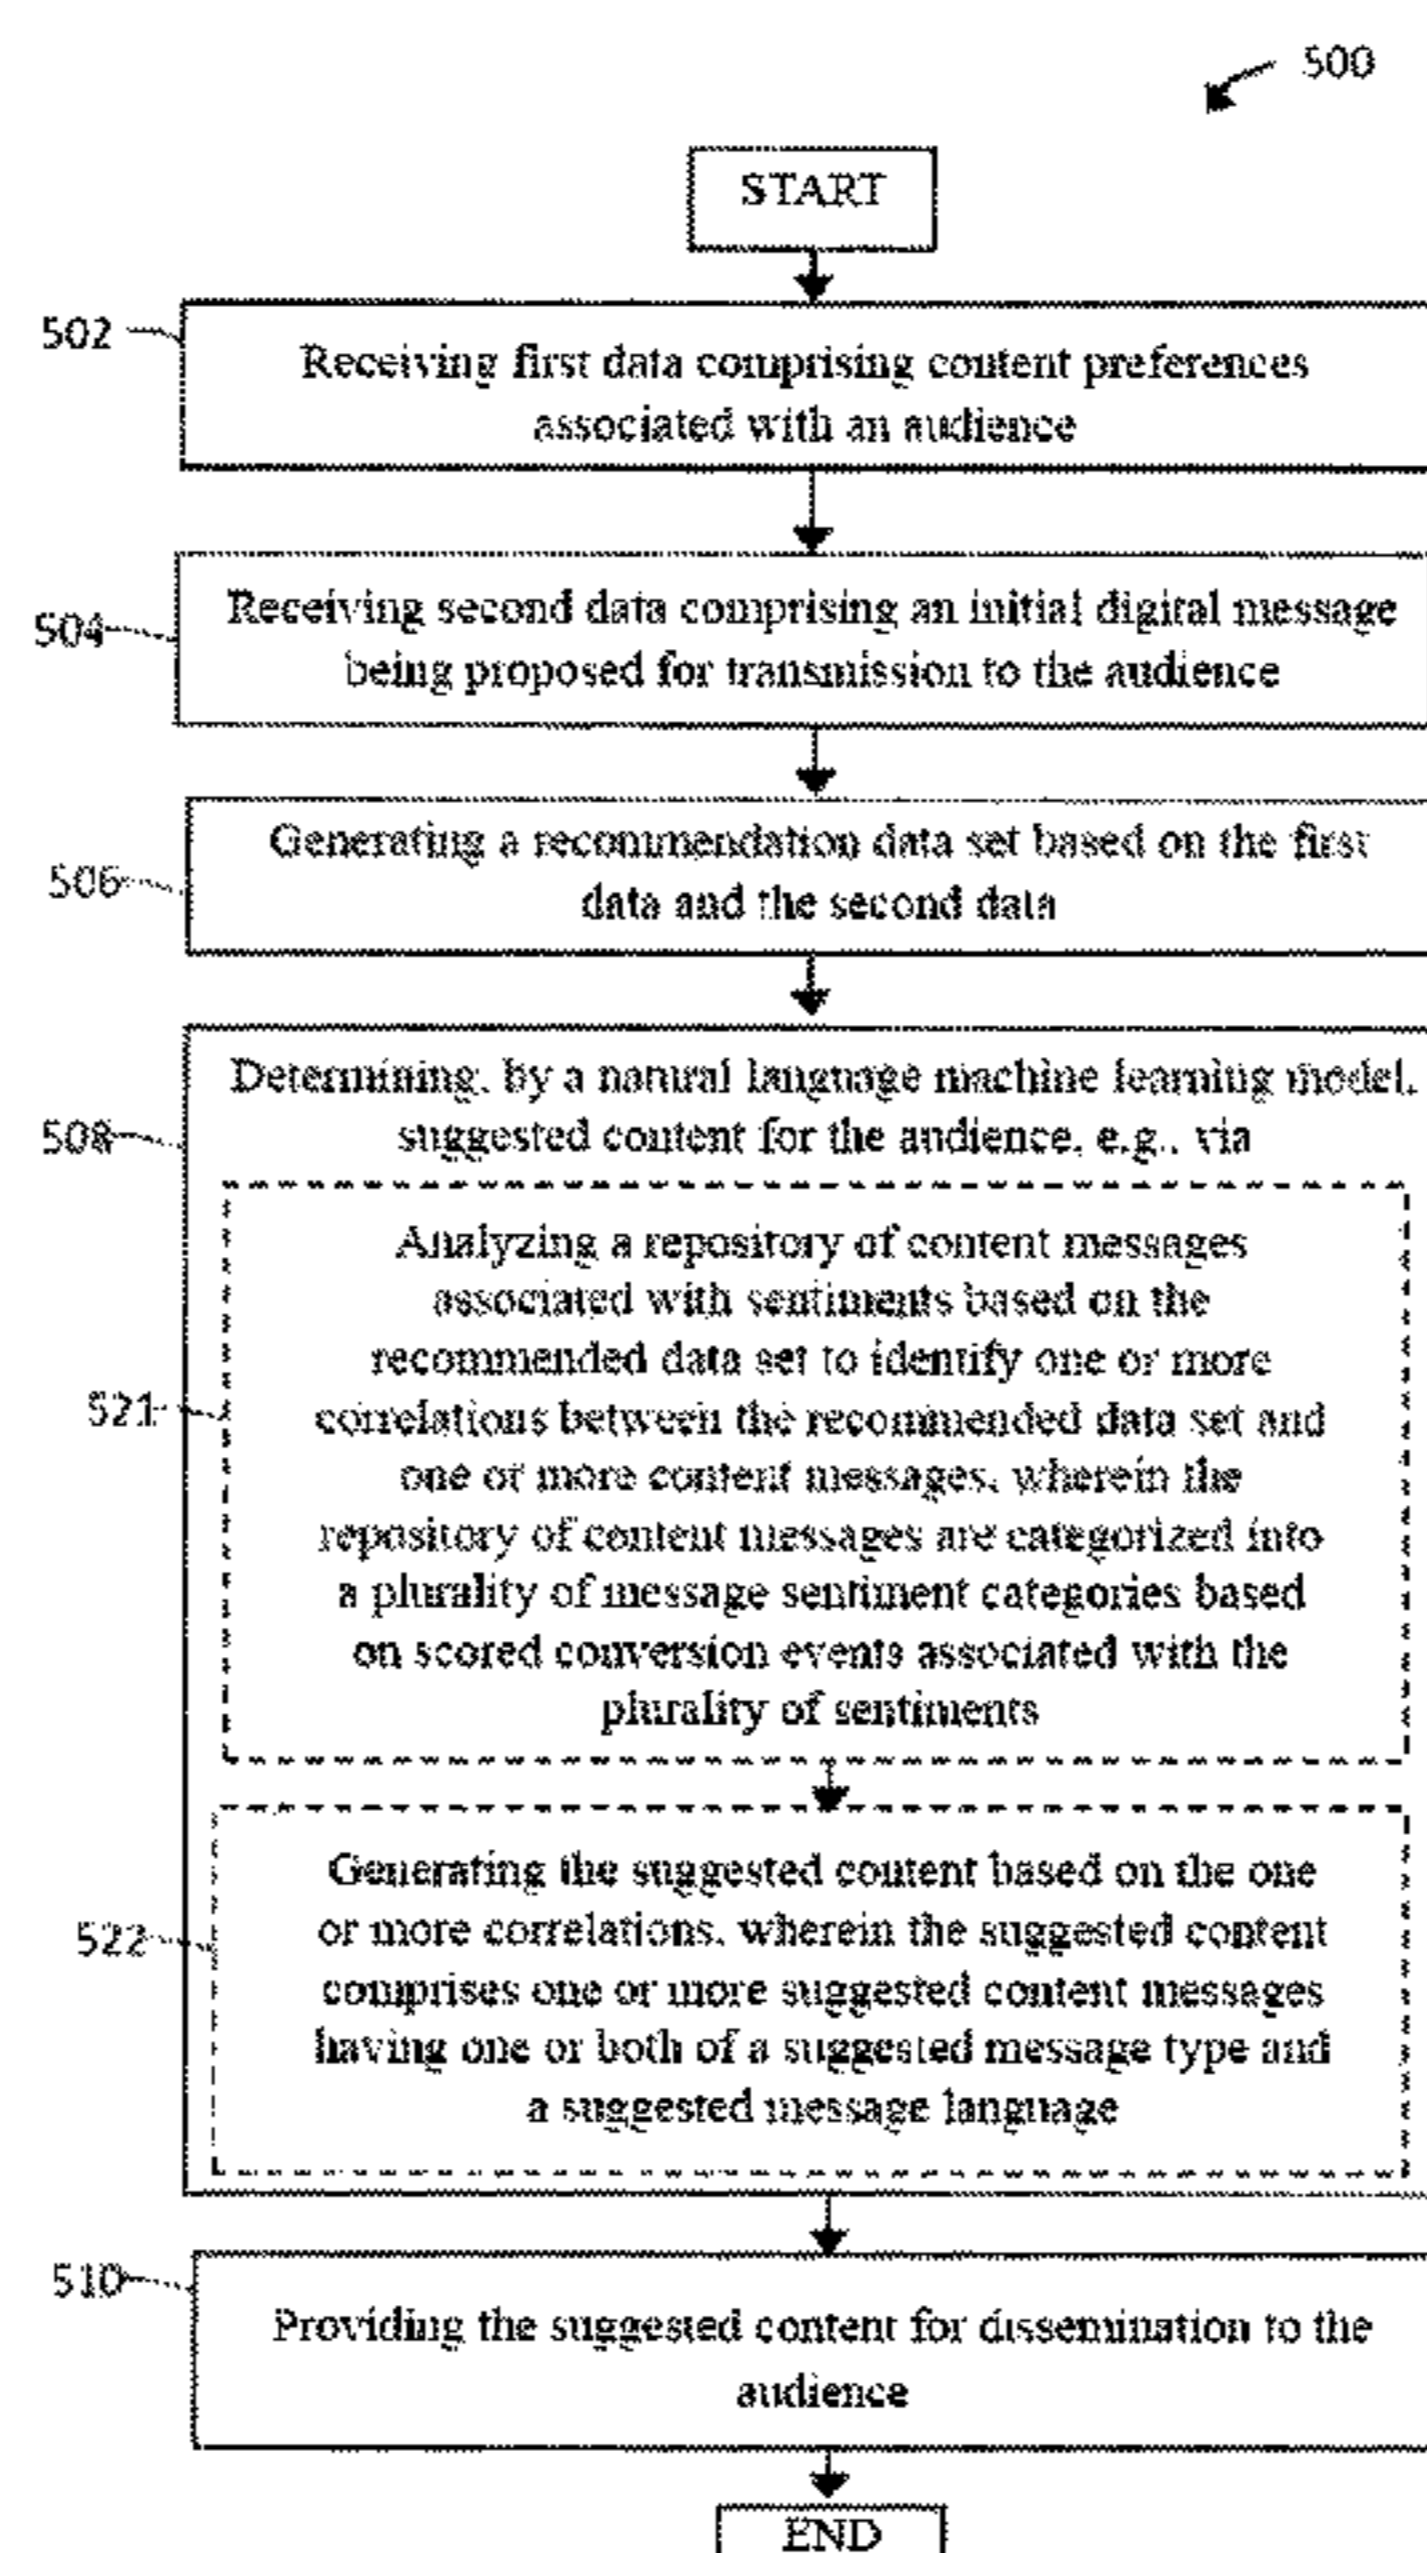 500
START
502
Receiving first data comprising content preferences
associated with an audience
504
Receiving second data comprising an initial digital message
being proposed for transmission to the audience
506
Generating a recommendation data set based on the first
data and the second data
508
Determining, by a natural language machine learning model,
suggested content for the audience, e.g., via
521
Analyzing a repository of content messages
associated with sentiments based on the
recommended data set to identify one or more
correlations between the recommended data set and
one or more content messages, wherein the
repository of content messages are categorized into
a plurality of message sentiment categories based
on scored conversion events associated with the
plurality of sentiments
522
Generating the suggested content based on the one
or more correlations, wherein the suggested content
comprises one or more suggested content messages
having one or both of a suggested message type and
a suggested message language
510
Providing the suggested content for dissemination to the
audience
END